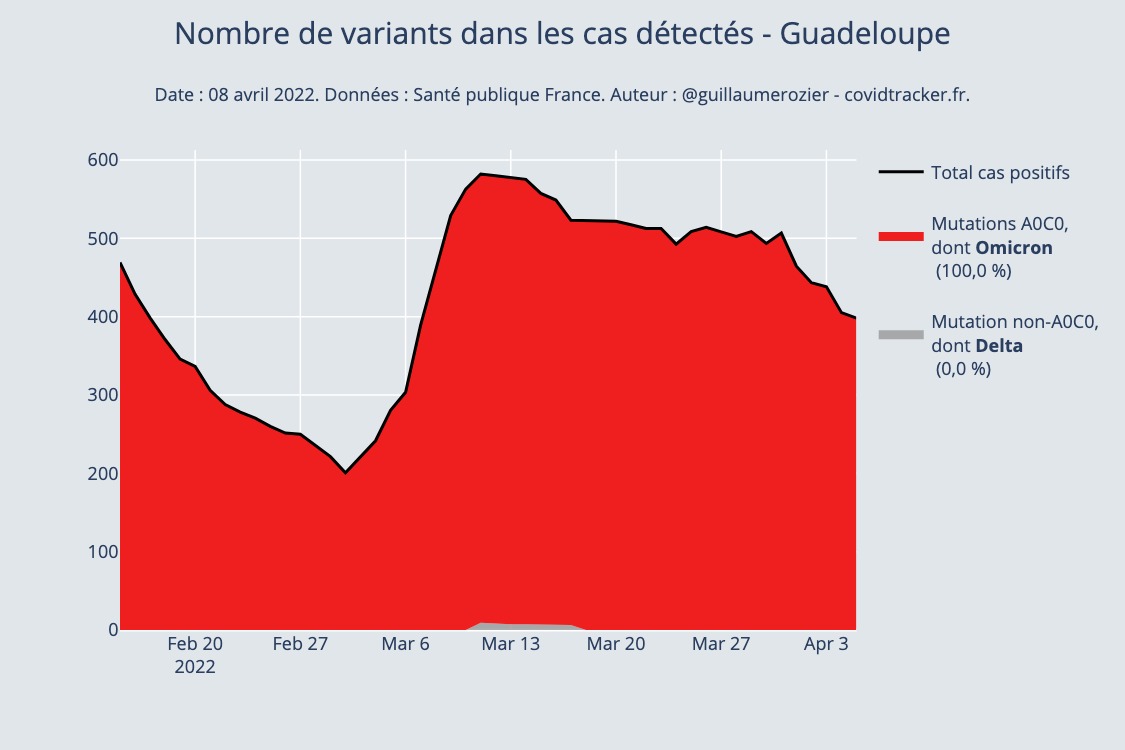 Nombre de variants dans les cas détectés - Guadeloupe
Date : 08 avril 2022. Données : Santé publique France. Auteur : @guillaumerozier - covidtracker.fr.
600
500
400
300
200
100
0
Feb 20
2022
Feb 27
Mar 6
Mar 13
Mar 20
Mar 27
Apr 3
Total cas positifs
Mutations A0C0,
dont Omicron
(100,0 %)
Mutation non-A0C0,
dont Delta
(0,0 %)